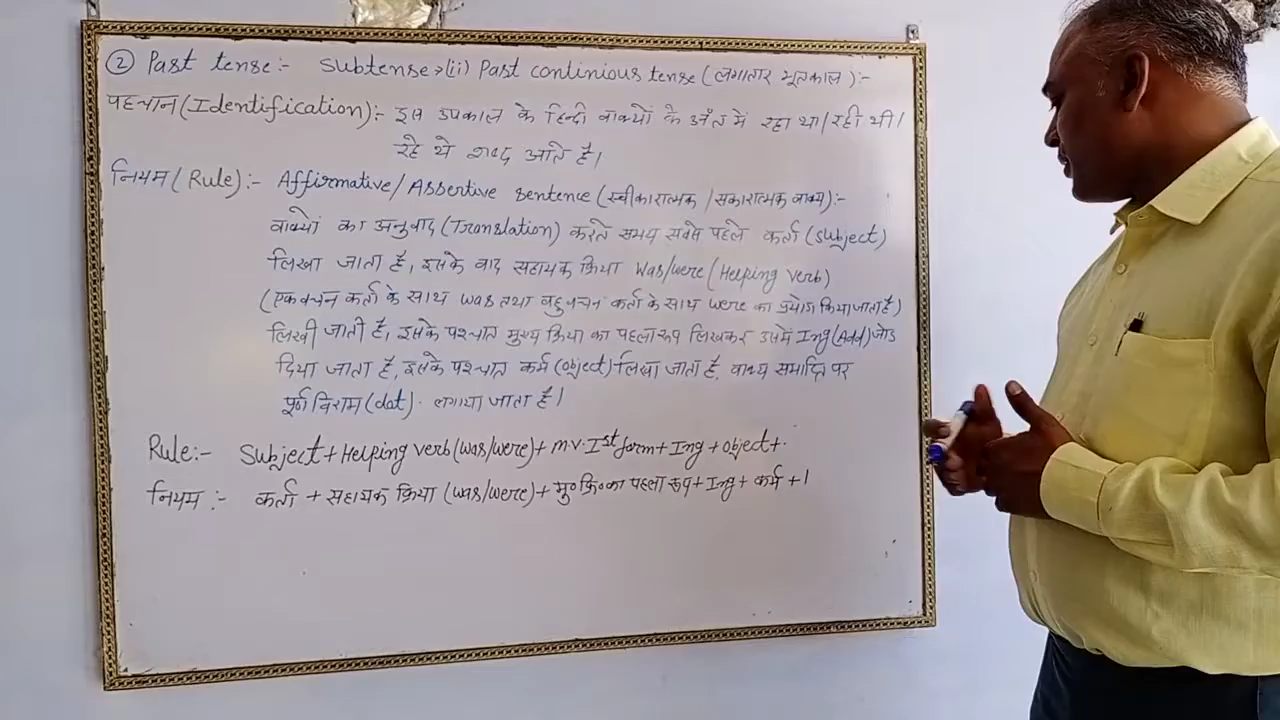 ② Past tense:- Subtense→(ii) Past continious tense (लगातार भूतकाल):-
पहचान (Identification):- इस उपकाल के हिन्दी वाक्यों के अँत में रहा था/रही थी/
रहे थे शब्द आते है।
नियम (Rule):- Affirmative/Assertive sentence (स्वीकारात्मक/सकारात्मक वाक्य):-
वाक्यों का अनुवाद (Translation) करते समय सबसे पहले कर्ता (subject)
लिखा जाता है, इसके बाद सहायक क्रिया was/were (Helping verb)
(एकवचन कर्ता के साथ was तथा बहुवचन कर्ता के साथ were का प्रयोग किया जाता है)
लिखी जाती है, इसके पश्चात मुख्य क्रिया का पहला रूप लिखकर उसमें Ing (Add) जोड
दिया जाता है, इसके पश्चात कर्म (object) लिखा जाता है, वाक्य समाप्ति पर
पूर्ण विराम (dot) . लगाया जाता है।
Rule:- Subject + Helping verb (was/were) + m.v. Ist form + Ing + object + .
नियम :- कर्ता + सहायक क्रिया (was/were) + मु० क्रि० का पहला रूप + Ing + कर्म + ।